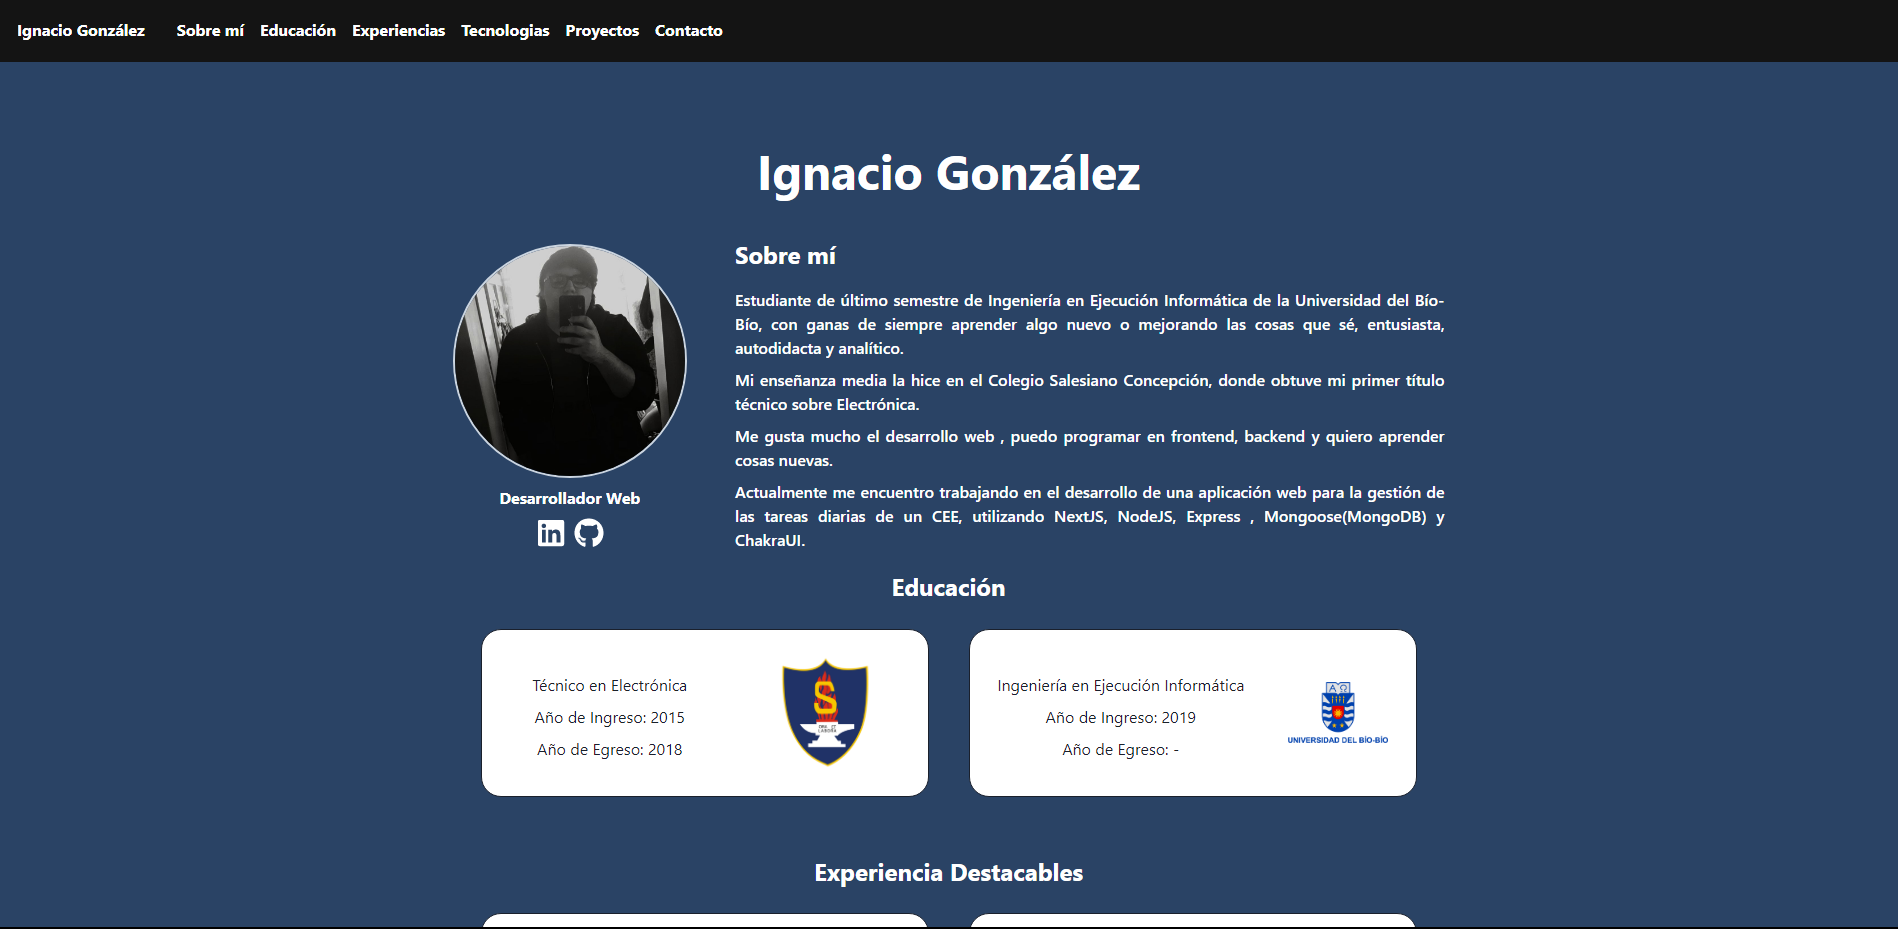 Ignacio González Sobre mí Educación Experiencias Tecnologias Proyectos Contacto
Ignacio González
Sobre mí
Estudiante de último semestre de Ingeniería en Ejecución Informática de la Universidad del Bío-
Bío, con ganas de siempre aprender algo nuevo o mejorando las cosas que sé, entusiasta,
autodidacta y analítico.
Mi enseñanza media la hice en el Colegio Salesiano Concepción, donde obtuve mi primer título
técnico sobre Electrónica.
Me gusta mucho el desarrollo web , puedo programar en frontend, backend y quiero aprender
cosas nuevas.
Actualmente me encuentro trabajando en el desarrollo de una aplicación web para la gestión de
las tareas diarias de un CEE, utilizando NextJS, NodeJS, Express , Mongoose(MongoDB) y
ChakraUI.
Desarrollador Web
in
Educación
Técnico en Electrónica
Año de Ingreso: 2015
Año de Egreso: 2018
S
LABORA
Ingeniería en Ejecución Informática
Año de Ingreso: 2019
Año de Egreso: -
ΑΩ
UNIVERSIDAD DEL BÍO-BÍO
Experiencia Destacables